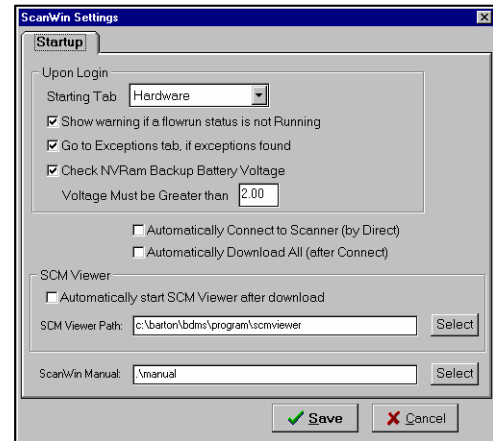 ScanWin Settings
Startup
Upon Login
Starting Tab Hardware
Show warning if a flowrun status is not Running
Go to Exceptions tab, if exceptions found
Check NVRam Backup Battery Voltage
Voltage Must be Greater than 2.00
Automatically Connect to Scanner (by Direct)
Automatically Download All (after Connect)
SCM Viewer
Automatically start SCM Viewer after download
SCM Viewer Path: c:\barton\bdms\program\scmviewer Select
ScanWin Manual: .\manual Select
Save Cancel